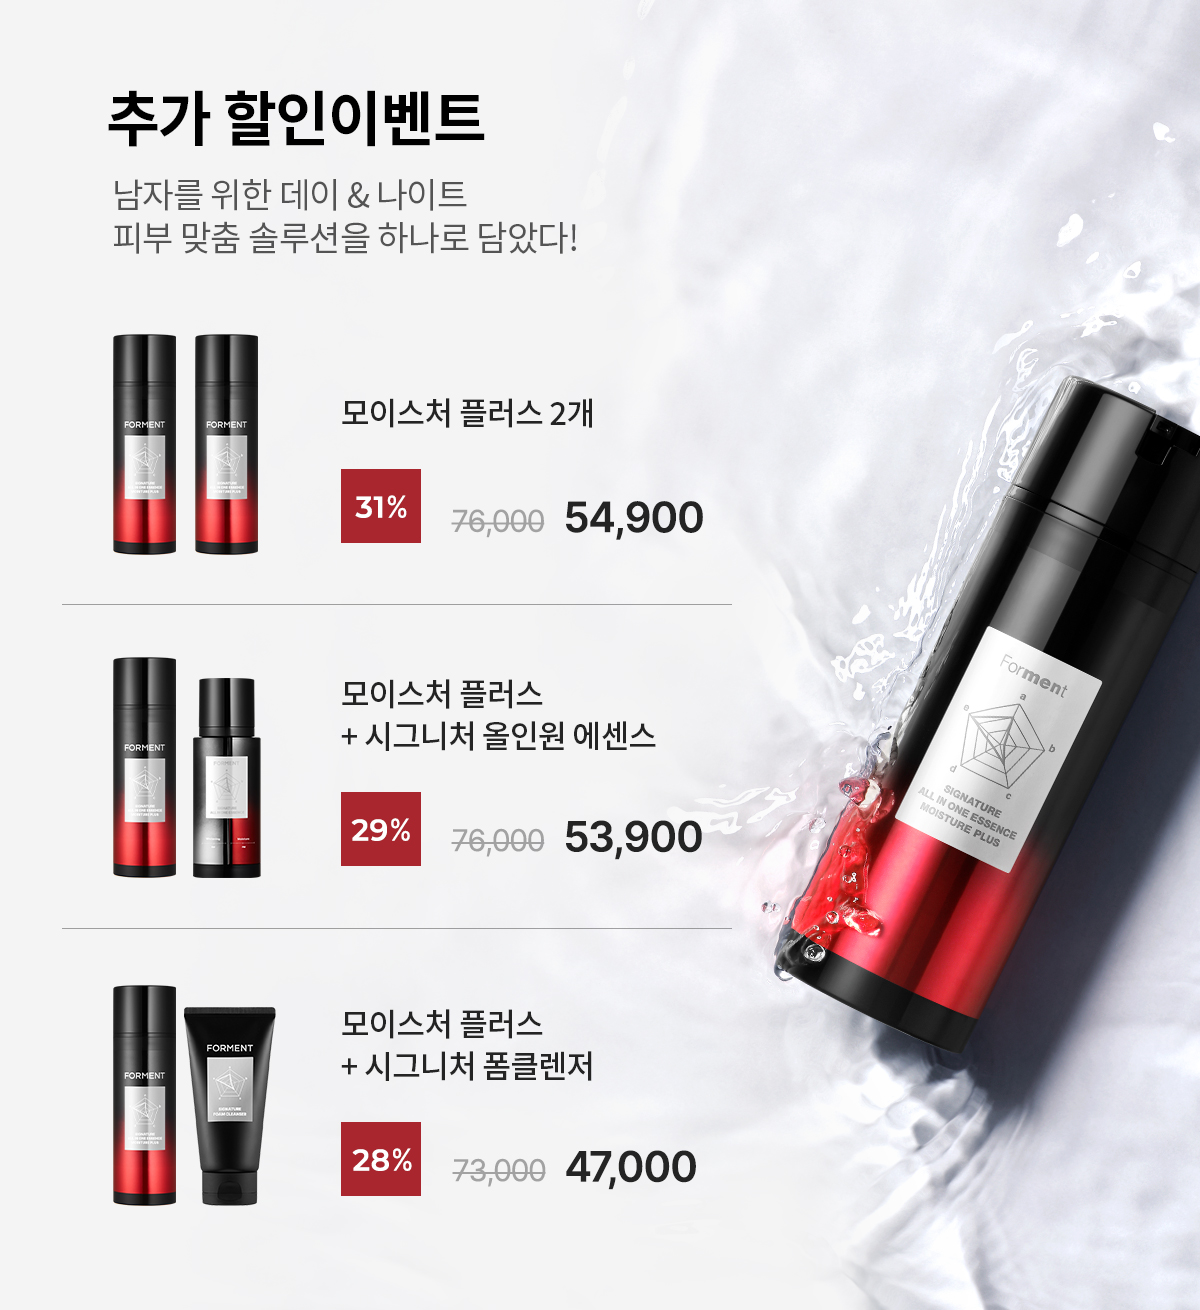 추가 할인이벤트
남자를 위한 데이 & 나이트
피부 맞춤 솔루션을 하나로 담았다!
FORMENT
FORMENT
모이스처 플러스 2개
31%
76,000 54,900
FORMENT
FORMENT
모이스처 플러스
+ 시그니처 올인원 에센스
29%
76,000 53,900
FORMENT
FORMENT
SIGNATURE
FOAM CLEANSER
모이스처 플러스
+ 시그니처 폼클렌저
28%
73,000 47,000
Forment
a
e
b
d
c
SIGNATURE
ALL IN ONE ESSENCE
MOISTURE PLUS